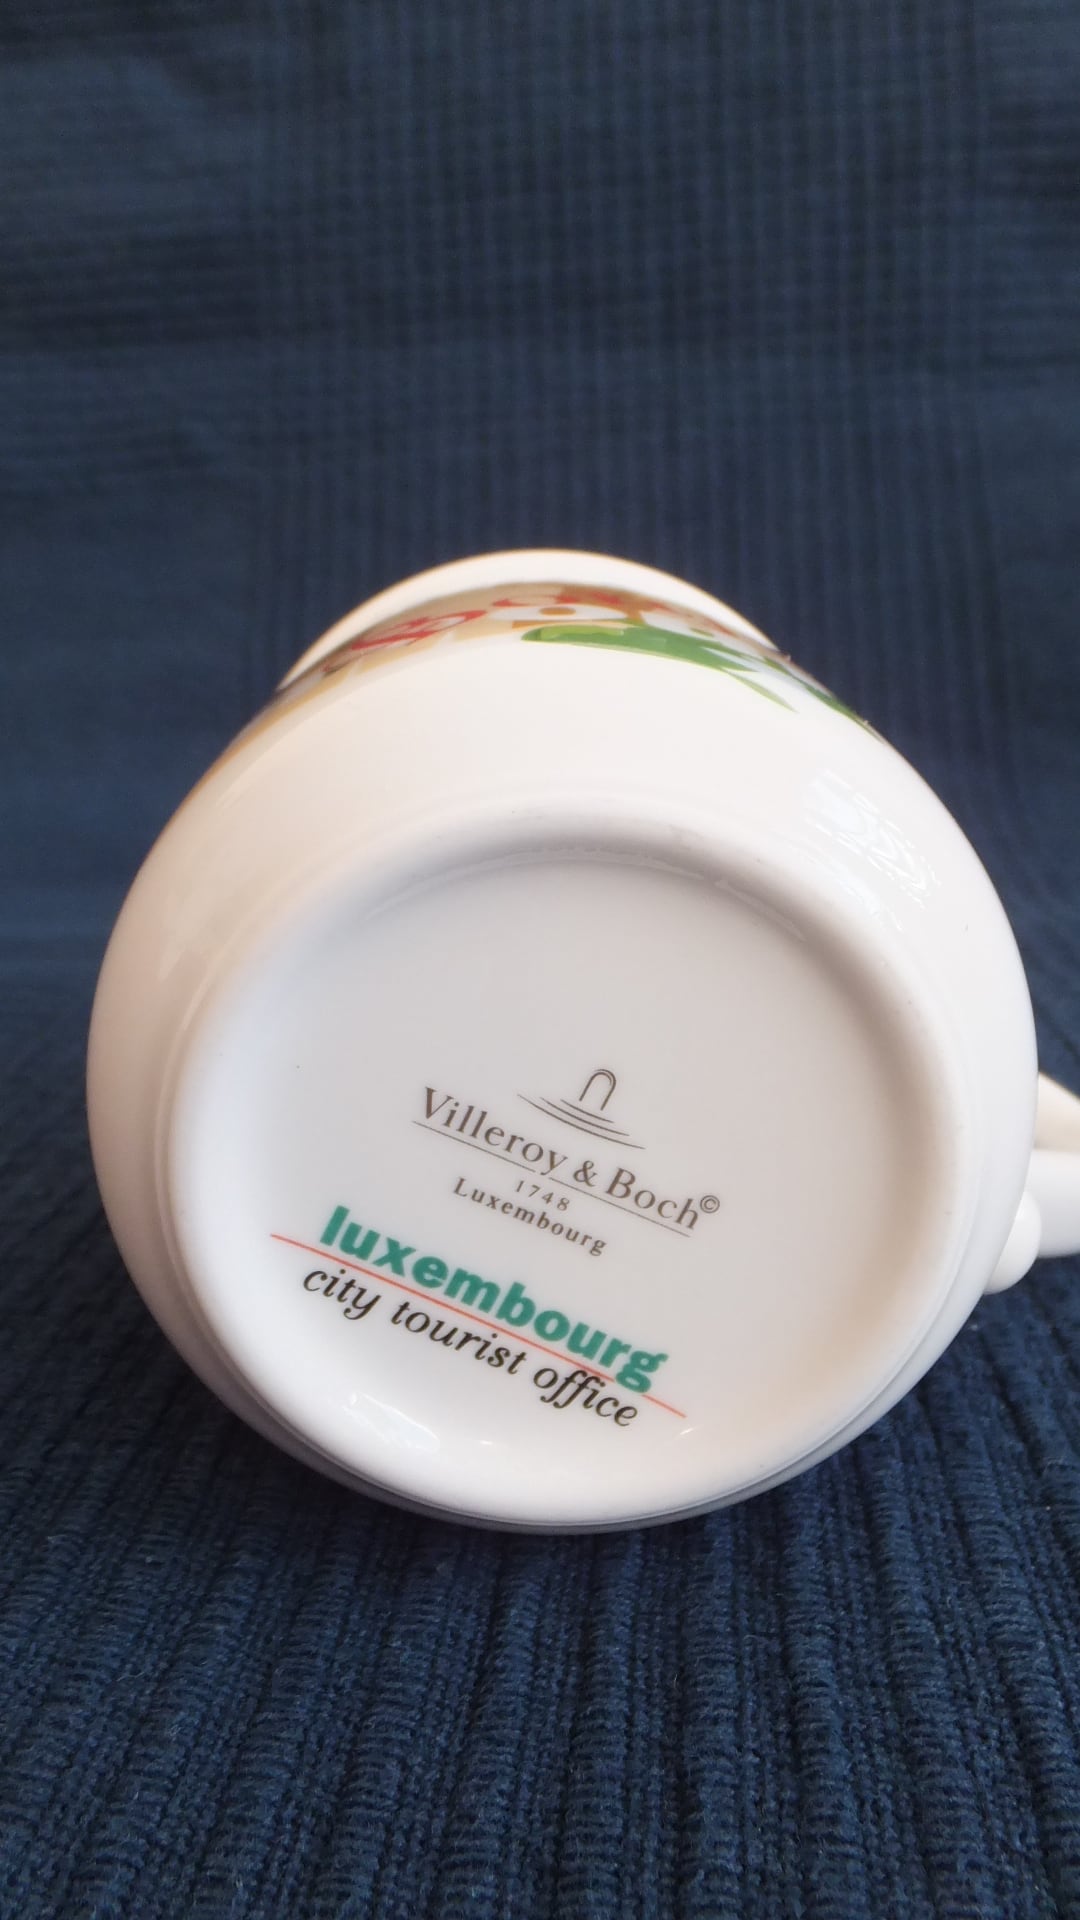 Villeroy & Boch©
1748
Luxembourg
luxembourg
city tourist office